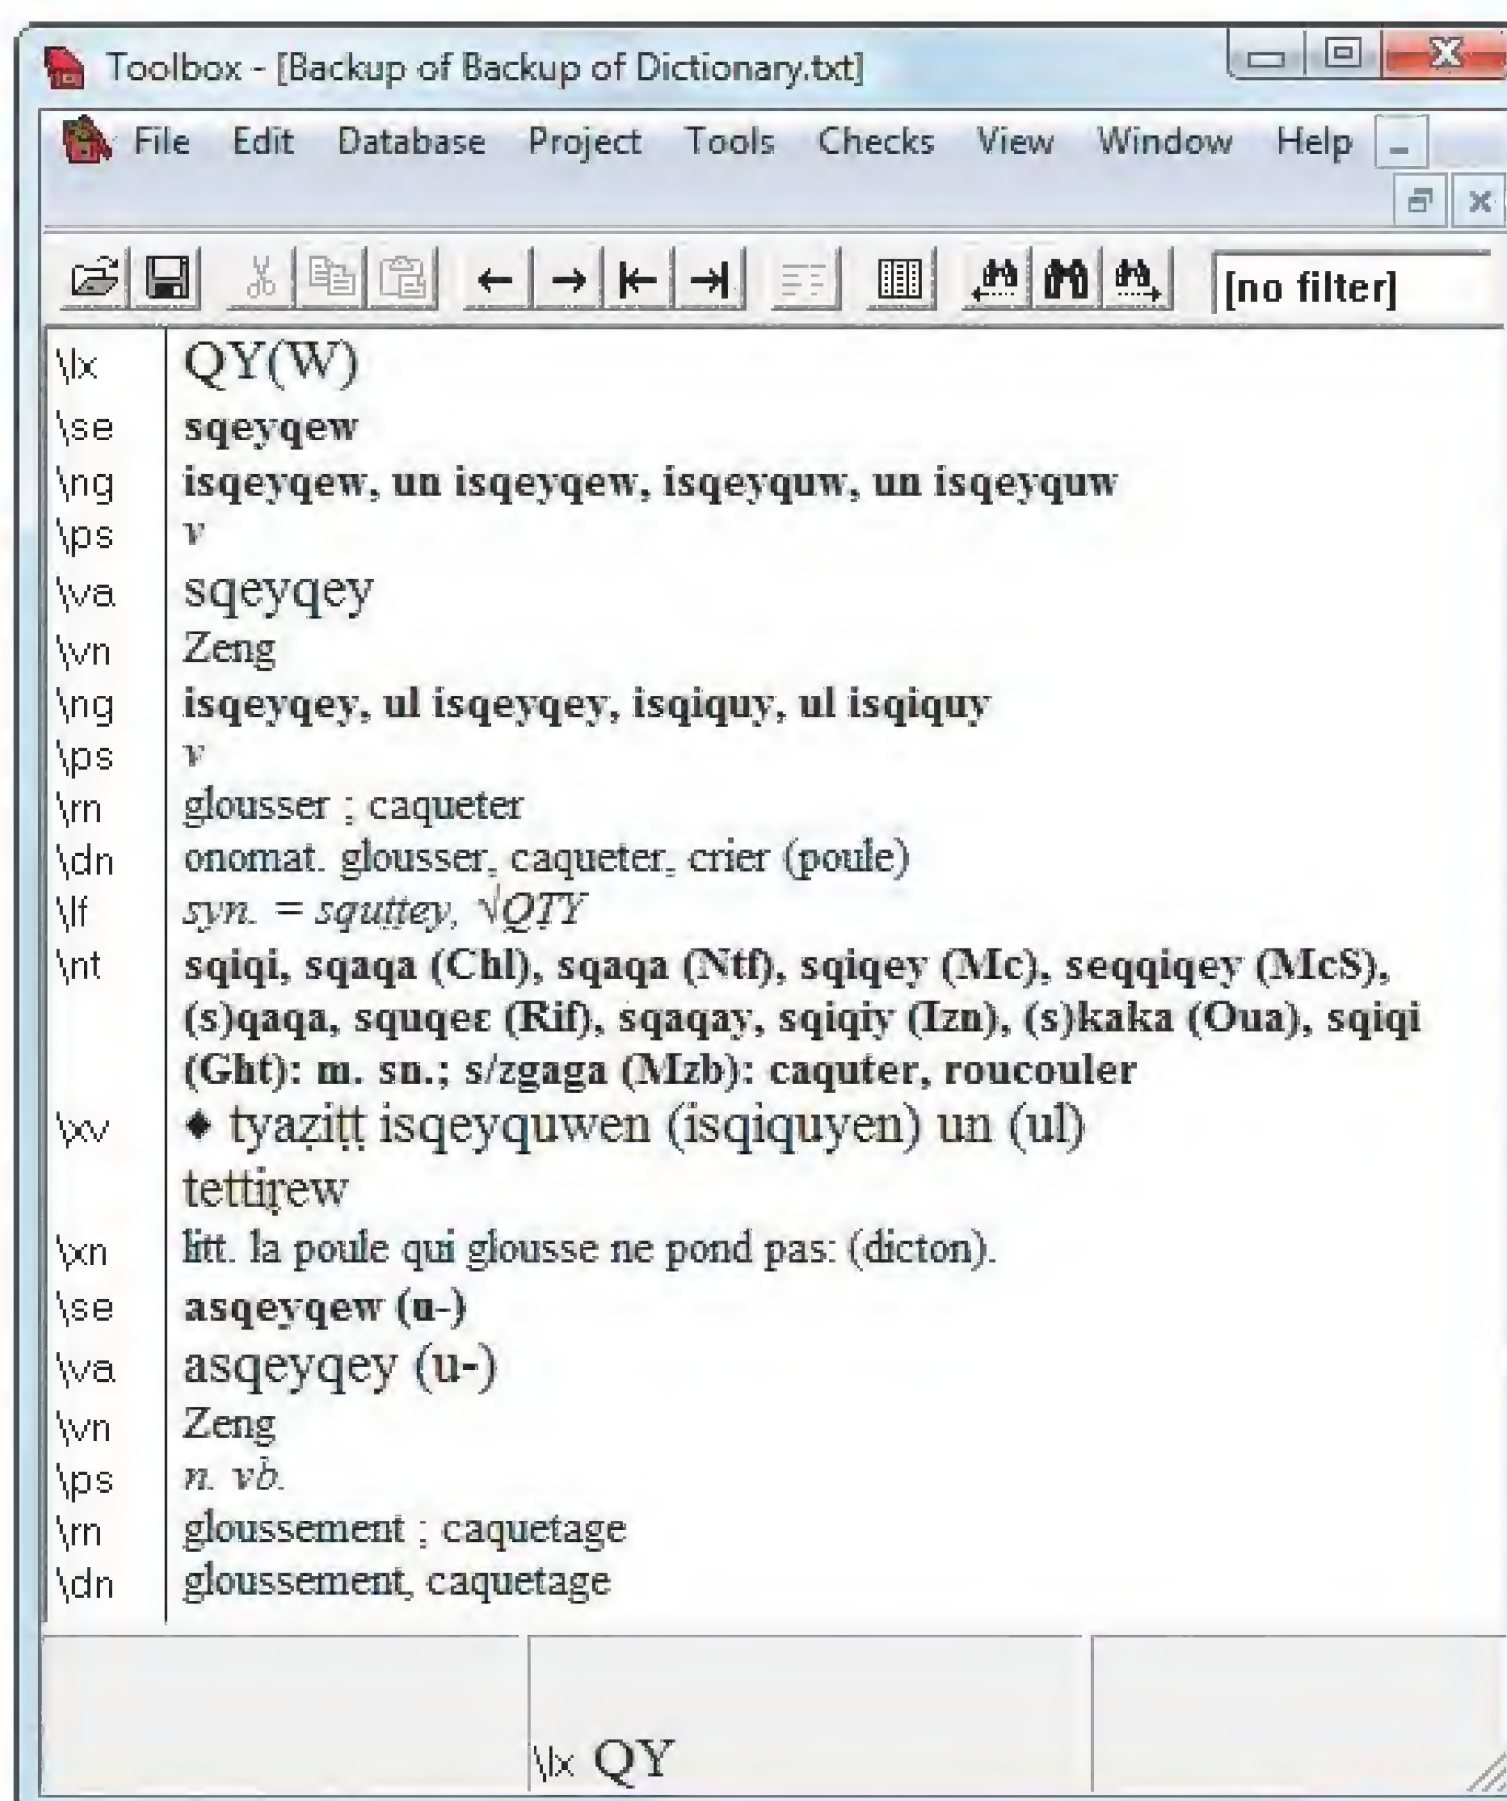 Toolbox - [Backup of Backup of Dictionary.txt]
File Edit Database Project Tools Checks View Window Help
[no filter]
\lx QY(W)
\se sqeyqew
\ng isqeyqew, un isqeyqew, isqeyquw, un isqeyquw
\ps v
\va sqeyqey
\vn Zeng
\ng isqeyqey, ul isqeyqey, isqiquy, ul isqiquy
\ps v
\rn glousser ; caqueter
\dn onomat. glousser, caqueter, crier (poule)
\lf syn. = squṭṭey, √QTY
\nt sqiqi, sqaqa (Chl), sqaqa (Ntf), sqiqey (Mc), seqqiqey (McS),
(s)qaqa, squqeɛ (Rif), sqaqay, sqiqiy (Izn), (s)kaka (Oua), sqiqi
(Ght): m. sn.; s/zgaga (Mzb): caquter, roucouler
\xv ◆ tyaẓiṭṭ isqeyquwen (isqiquyen) un (ul)
tettiṛew
\xn litt. la poule qui glousse ne pond pas: (dicton).
\se asqeyqew (u-)
\va asqeyqey (u-)
\vn Zeng
\ps n. vb.
\rn gloussement ; caquetage
\dn gloussement, caquetage
\lx QY